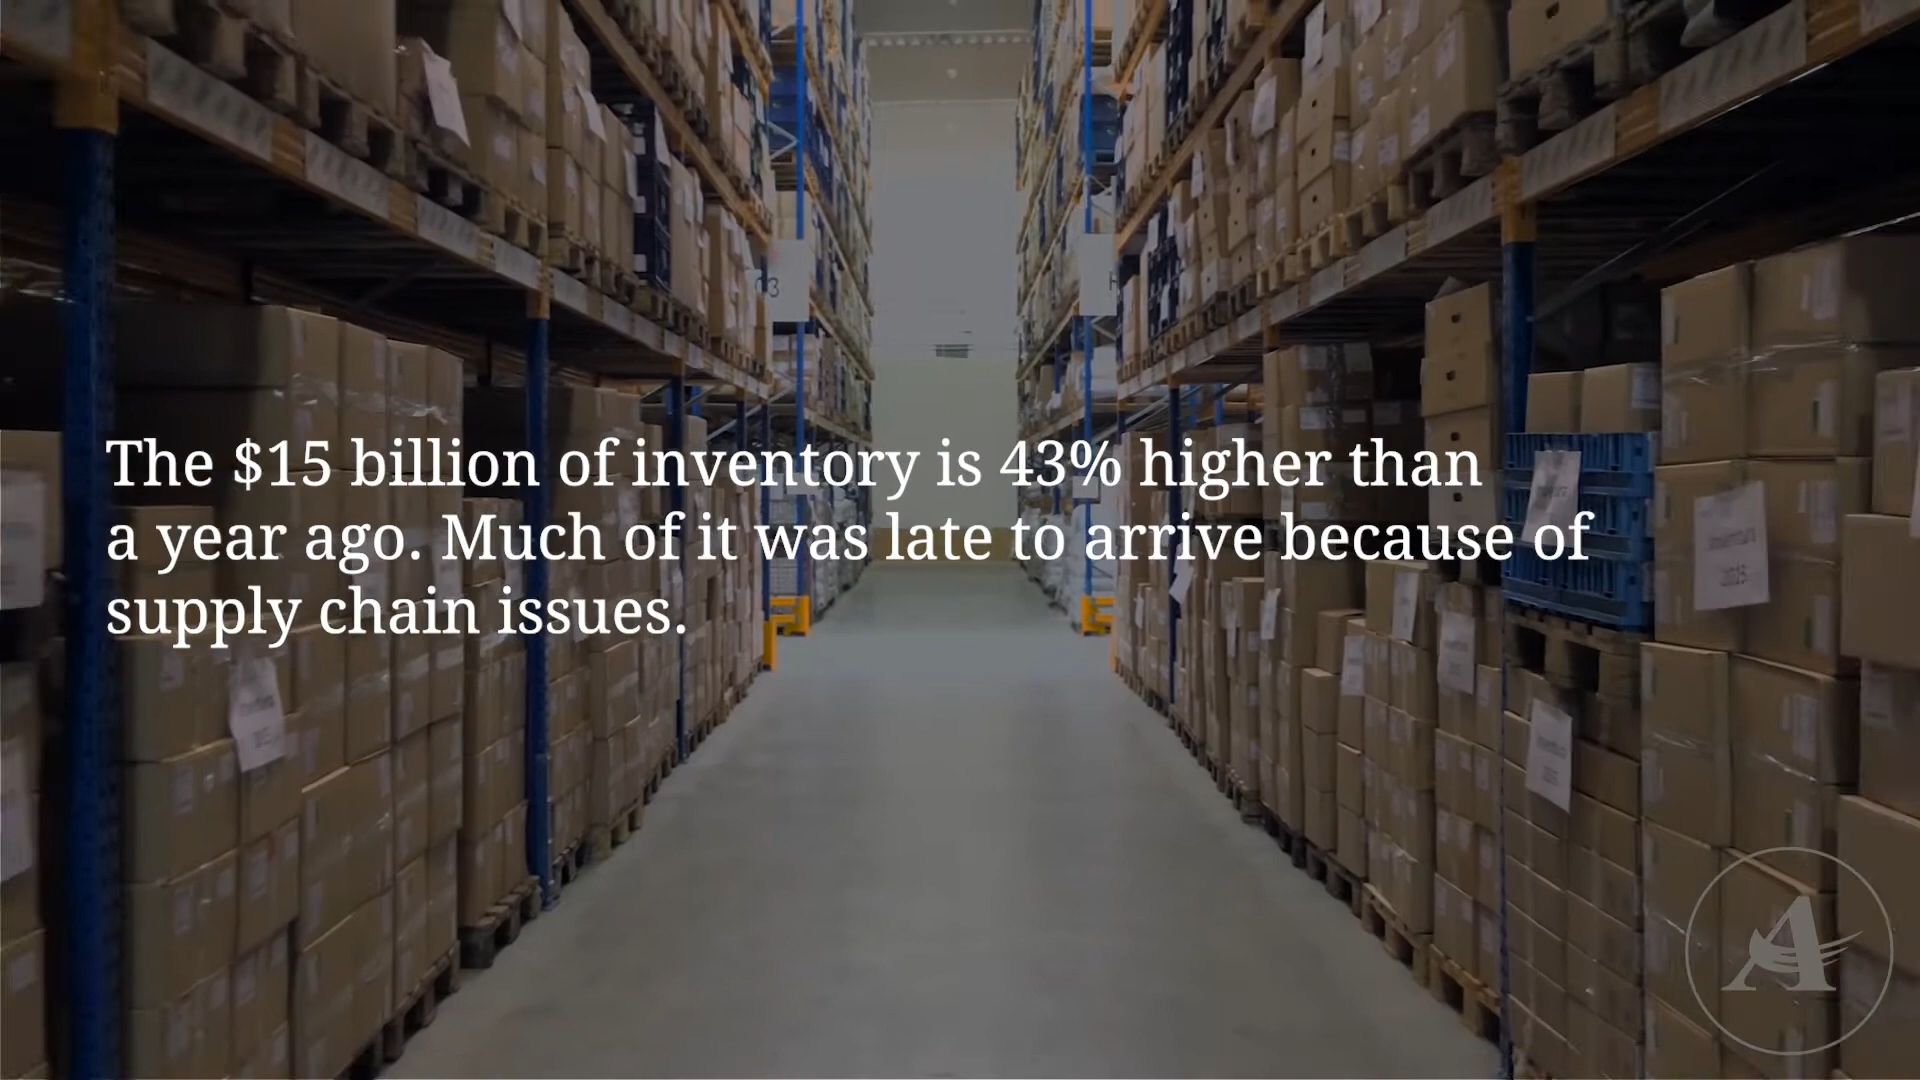 The $15 billion of inventory is 43% higher than
a year ago. Much of it was late to arrive because of
supply chain issues.
A